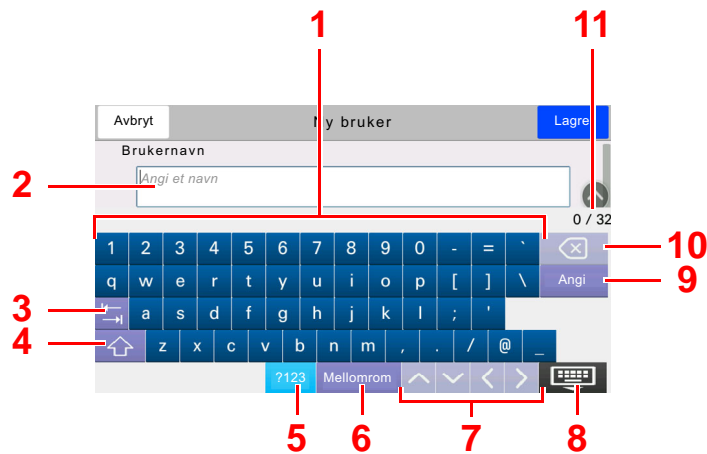 1 11
Avbryt Ny bruker Lagre
Brukernavn
2 Angi et navn
0 / 32
1 2 3 4 5 6 7 8 9 0 - = ` 10
q w e r t y u i o p [ ] \ Angi 9
3 a s d f g h j k l ; '
4 z x c v b n m , . / @ _
?123 Mellomrom
5 6 7 8